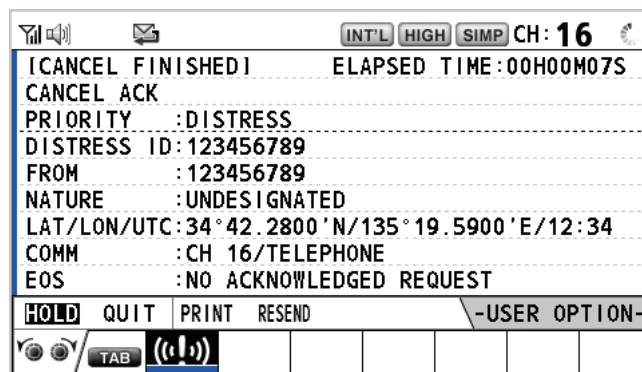 INT'L HIGH SIMP CH: 16
[CANCEL FINISHED] ELAPSED TIME:00H00M07S
CANCEL ACK
PRIORITY :DISTRESS
DISTRESS ID:123456789
FROM :123456789
NATURE :UNDESIGNATED
LAT/LON/UTC:34°42.2800'N/135°19.5900'E/12:34
COMM :CH 16/TELEPHONE
EOS :NO ACKNOWLEDGED REQUEST
HOLD QUIT PRINT RESEND -USER OPTION-
TAB